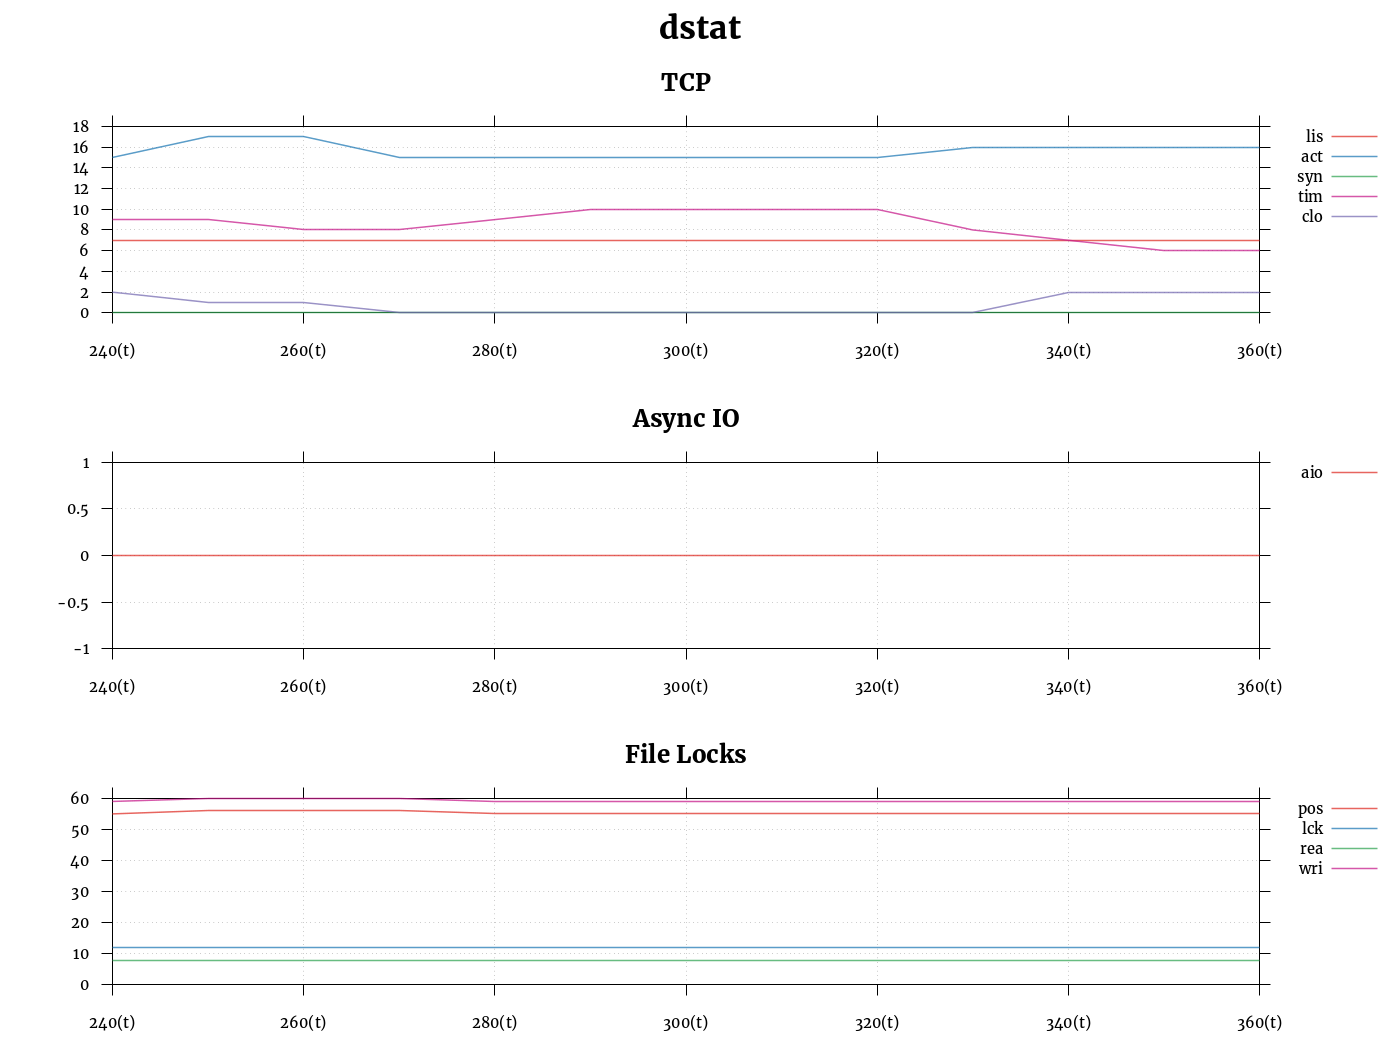 dstat
TCP
18
16
14
12
10
8
6
4
2
0
240(t) 260(t) 280(t) 300(t) 320(t) 340(t) 360(t)
lis
act
syn
tim
clo
Async IO
1
0.5
0
-0.5
-1
240(t) 260(t) 280(t) 300(t) 320(t) 340(t) 360(t)
aio
File Locks
60
50
40
30
20
10
0
240(t) 260(t) 280(t) 300(t) 320(t) 340(t) 360(t)
pos
lck
rea
wri